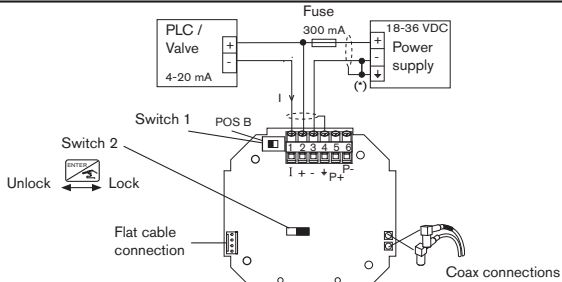 Fuse
300 mA
PLC /
Valve
+
-
4-20 mA
18-36 VDC
+
-
Power
supply
(*)
I
Switch 1
POS B
1 2 3 4 5 6
I + - P+ P-
Switch 2
ENTER
Unlock Lock
Flat cable
connection
Coax connections